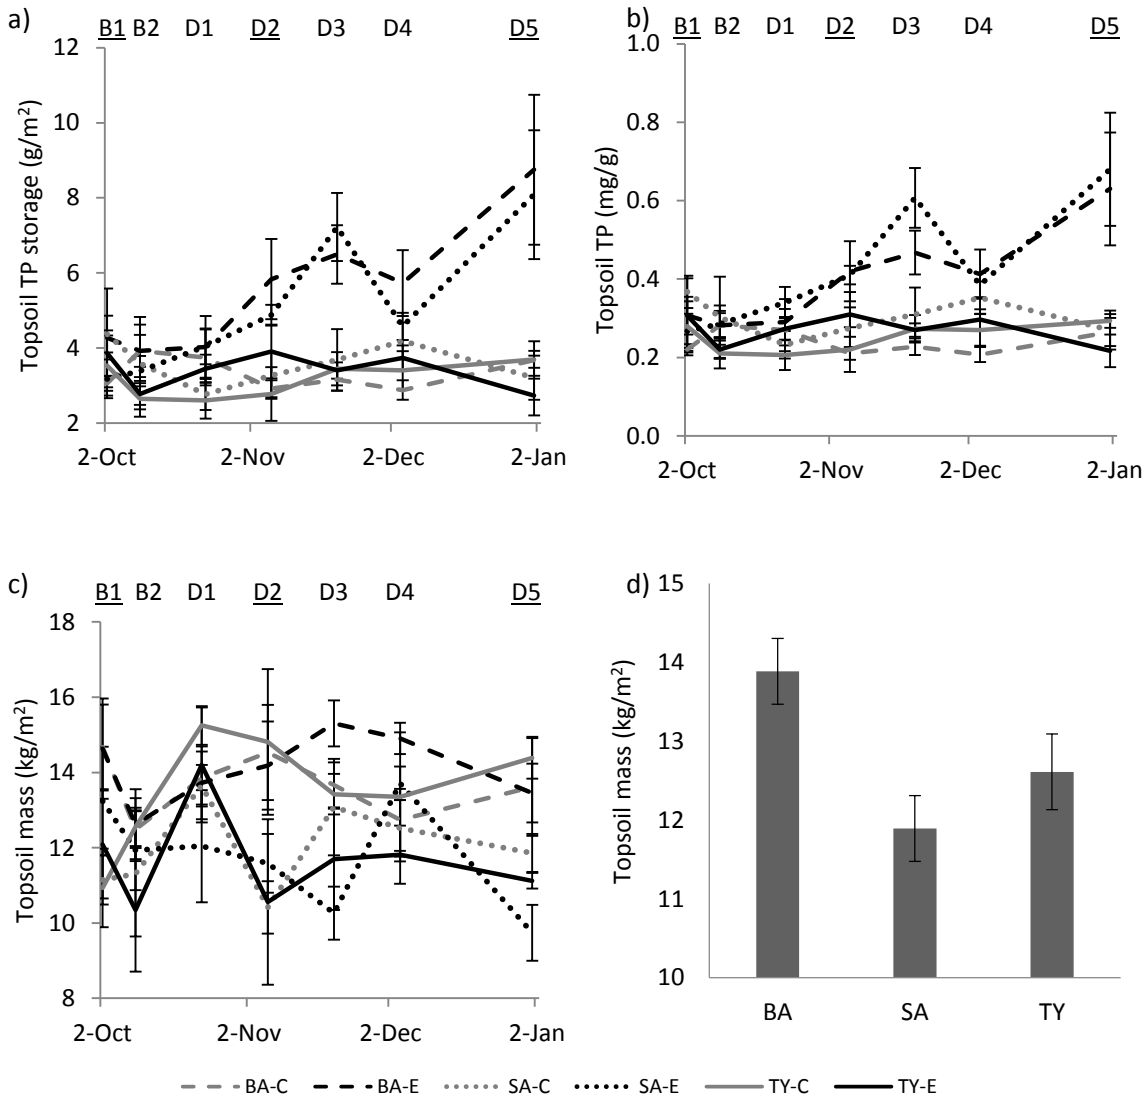 a)
B1 B2 D1 D2 D3 D4 D5
Topsoil TP storage (g/m²)
12
10
8
6
4
2
2-Oct 2-Nov 2-Dec 2-Jan
b)
B1 B2 D1 D2 D3 D4 D5
Topsoil TP (mg/g)
1.0
0.8
0.6
0.4
0.2
0.0
2-Oct 2-Nov 2-Dec 2-Jan
c)
B1 B2 D1 D2 D3 D4 D5
Topsoil mass (kg/m²)
18
16
14
12
10
8
2-Oct 2-Nov 2-Dec 2-Jan
d)
Topsoil mass (kg/m²)
15
14
13
12
11
10
BA SA TY
BA-C BA-E SA-C SA-E TY-C TY-E